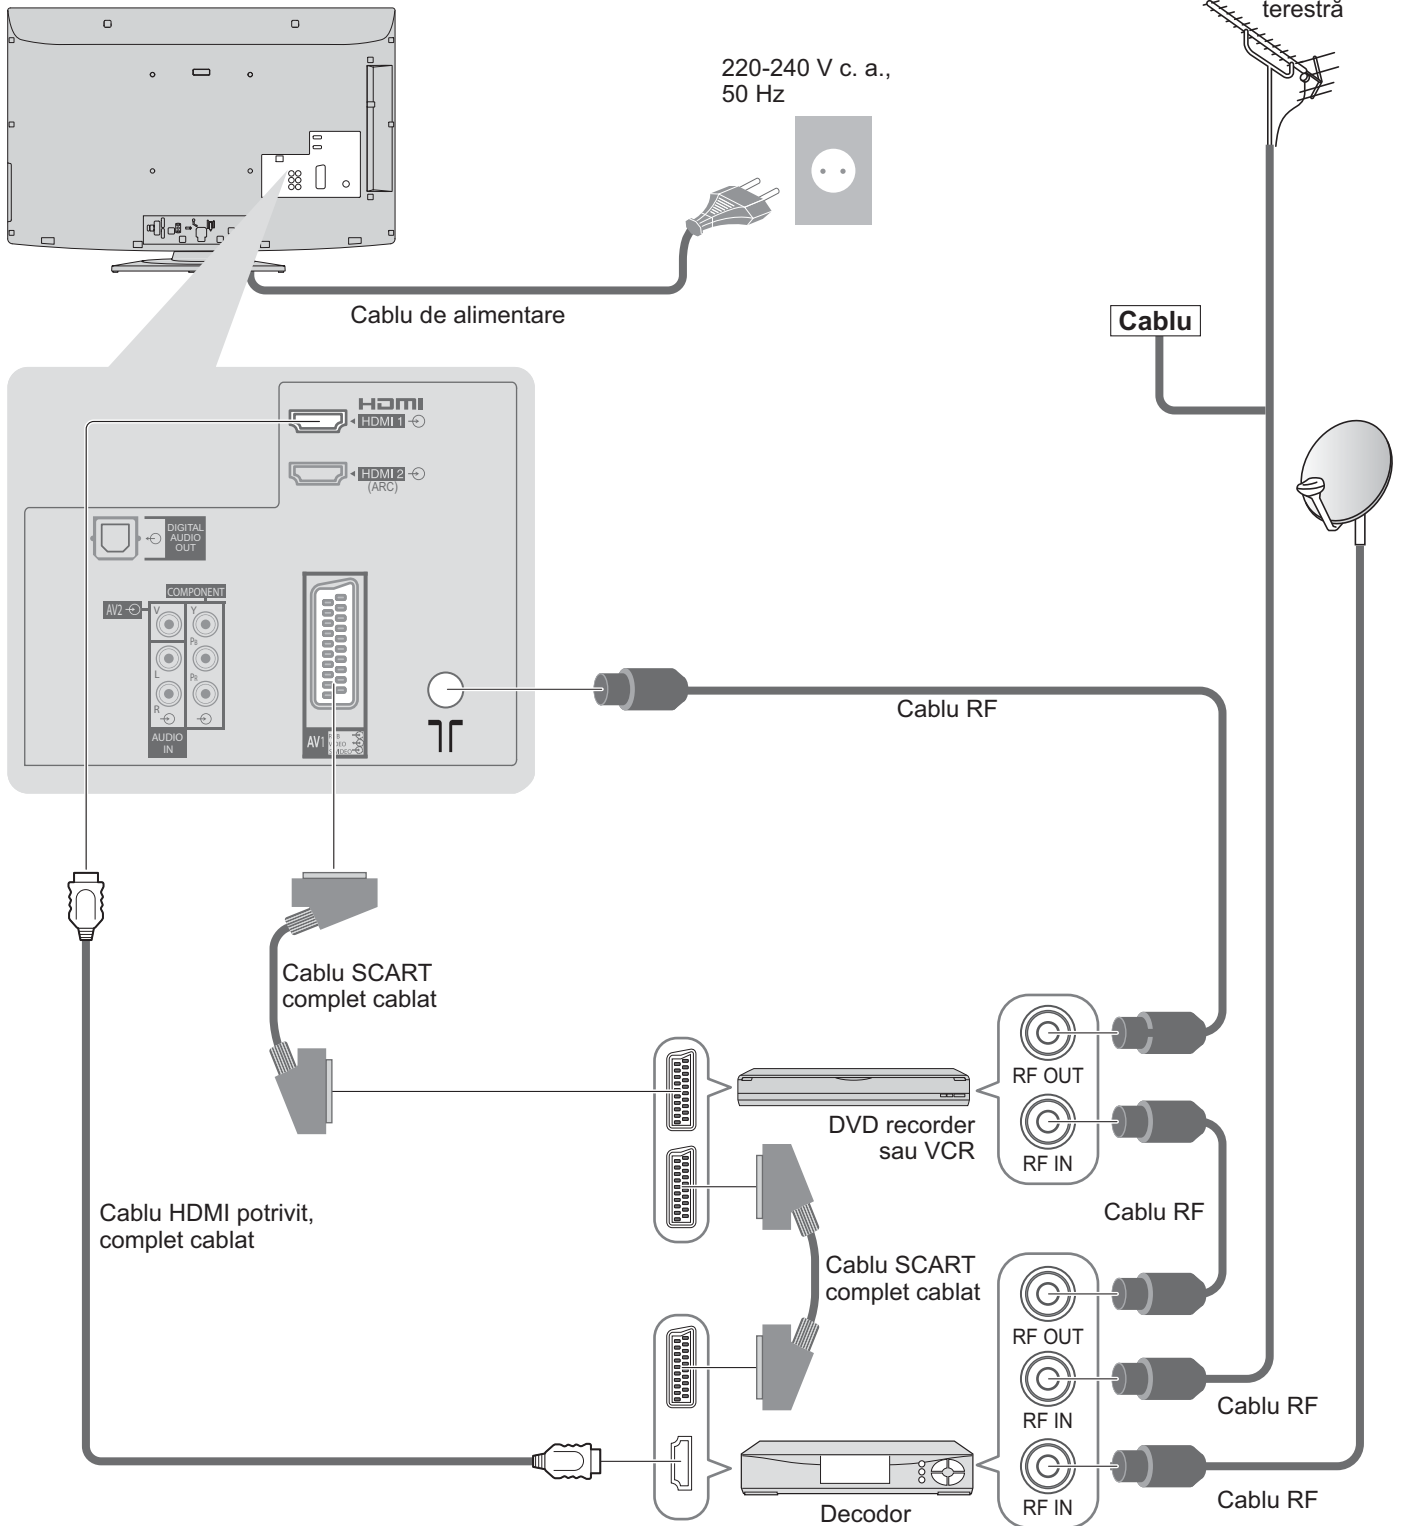 terestră
220-240 V c. a.,
50 Hz
Cablu de alimentare
Cablu
HDMI
HDMI 1
HDMI 2
(ARC)
DIGITAL
AUDIO
OUT
COMPONENT
AV2
V
Y
PB
L
PR
R
AUDIO
IN
AV1
VIDEO
Cablu RF
Cablu SCART
complet cablat
RF OUT
DVD recorder
sau VCR
RF IN
Cablu HDMI potrivit,
complet cablat
Cablu RF
Cablu SCART
complet cablat
RF OUT
RF IN
Cablu RF
RF IN
Cablu RF
Decodor